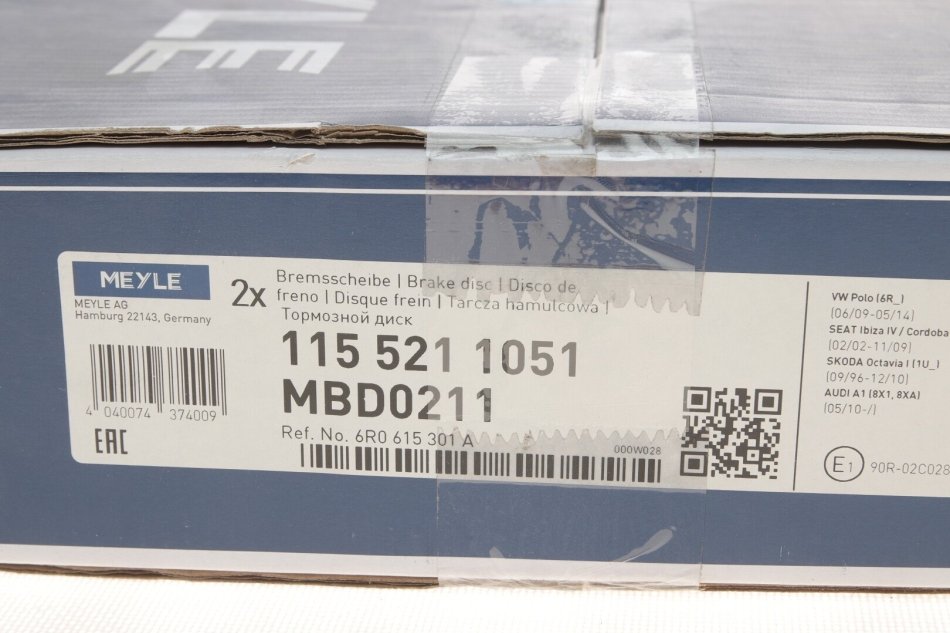 MEYLE
MEYLE AG
Hamburg 22143, Germany
4 040074 374009
EAC
2x
Bremsscheibe | Brake disc | Disco de
freno | Disque frein | Tarcza hamulcowa |
Тормозной диск
115 521 1051
MBD0211
Ref. No. 6R0 615 301 A
000W028
VW Polo (6R_)
(06/09-05/14)
SEAT Ibiza IV / Cordoba
(02/02-11/09)
SKODA Octavia I (1U_)
(09/96-12/10)
AUDI A1 (8X1, 8XA)
(05/10-/)
E1 90R-02C028